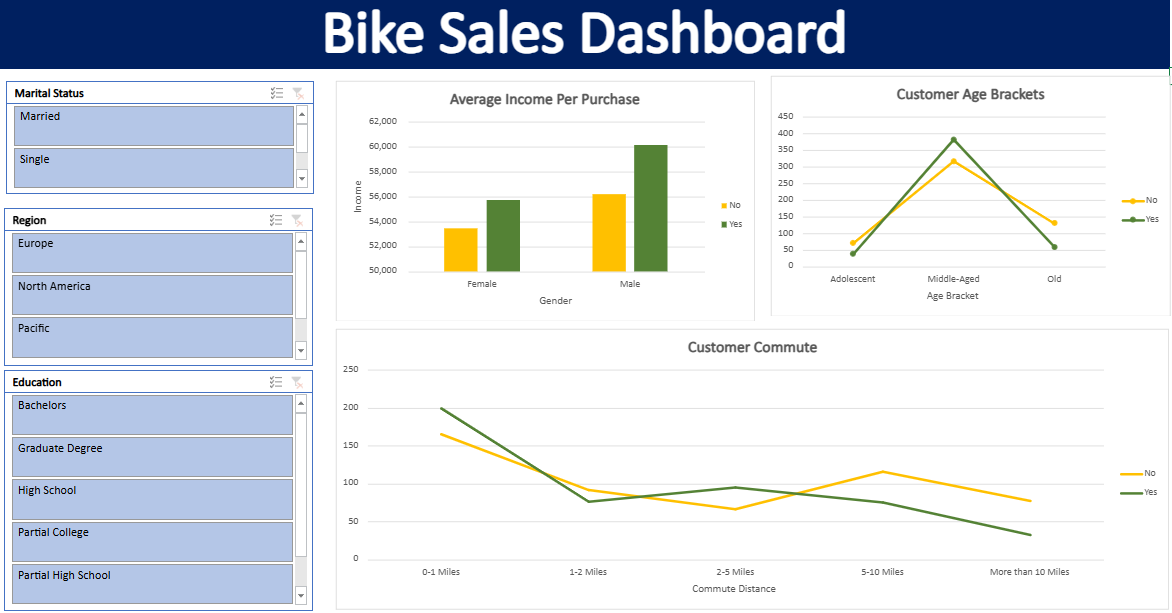 Bike Sales Dashboard
Marital Status
Married
Single
Region
Europe
North America
Pacific
Education
Bachelors
Graduate Degree
High School
Partial College
Partial High School
Average Income Per Purchase
62,000
60,000
58,000
56,000
54,000
52,000
50,000
Income
Female
Male
Gender
No
Yes
Customer Age Brackets
450
400
350
300
250
200
150
100
50
0
Adolescent
Middle-Aged
Old
Age Bracket
No
Yes
Customer Commute
250
200
150
100
50
0
0-1 Miles
1-2 Miles
2-5 Miles
5-10 Miles
More than 10 Miles
Commute Distance
No
Yes